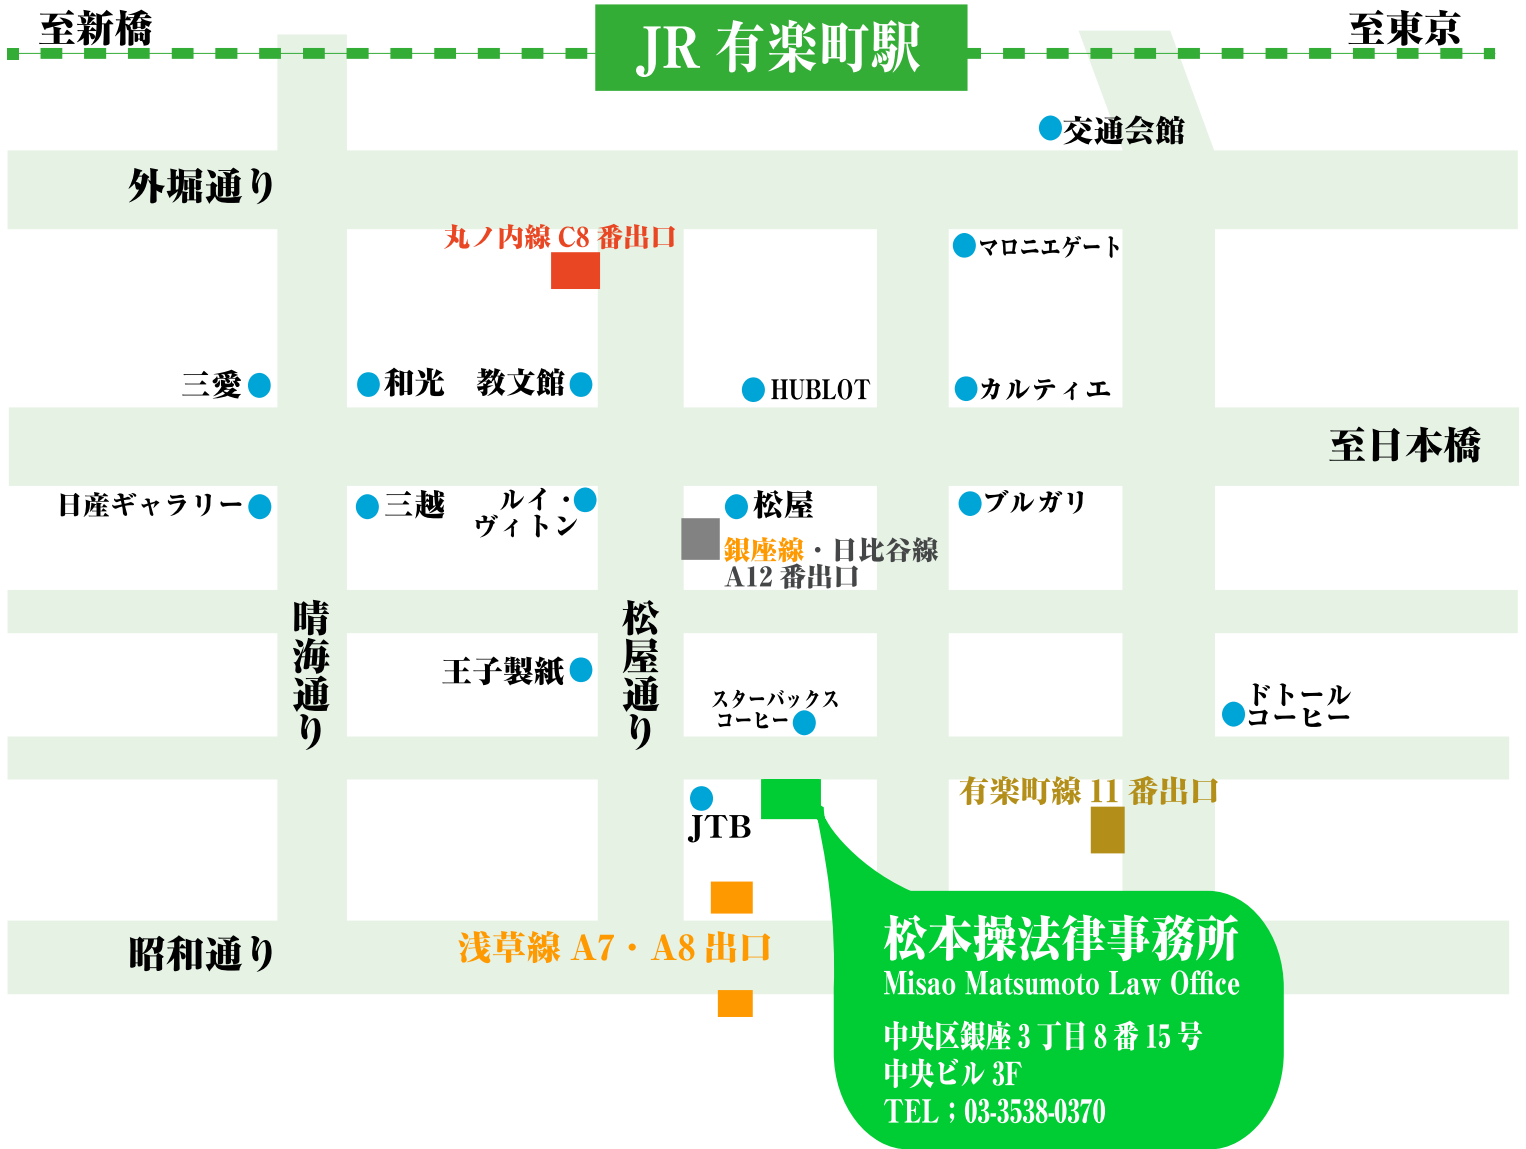 至新橋
JR 有楽町駅
至東京
交通会館
外堀通り
丸ノ内線 C8 番出口
マロニエゲート
三愛
和光
教文館
HUBLOT
カルティエ
至日本橋
日産ギャラリー
三越
ルイ・
ヴィトン
松屋
ブルガリ
銀座線・日比谷線
A12 番出口
晴海通り
松屋通り
王子製紙
スターバックス
コーヒー
ドトール
コーヒー
JTB
有楽町線 11 番出口
昭和通り
浅草線 A7・A8 出口
松本操法律事務所
Misao Matsumoto Law Office
中央区銀座 3 丁目 8 番 15 号
中央ビル 3F
TEL；03-3538-0370